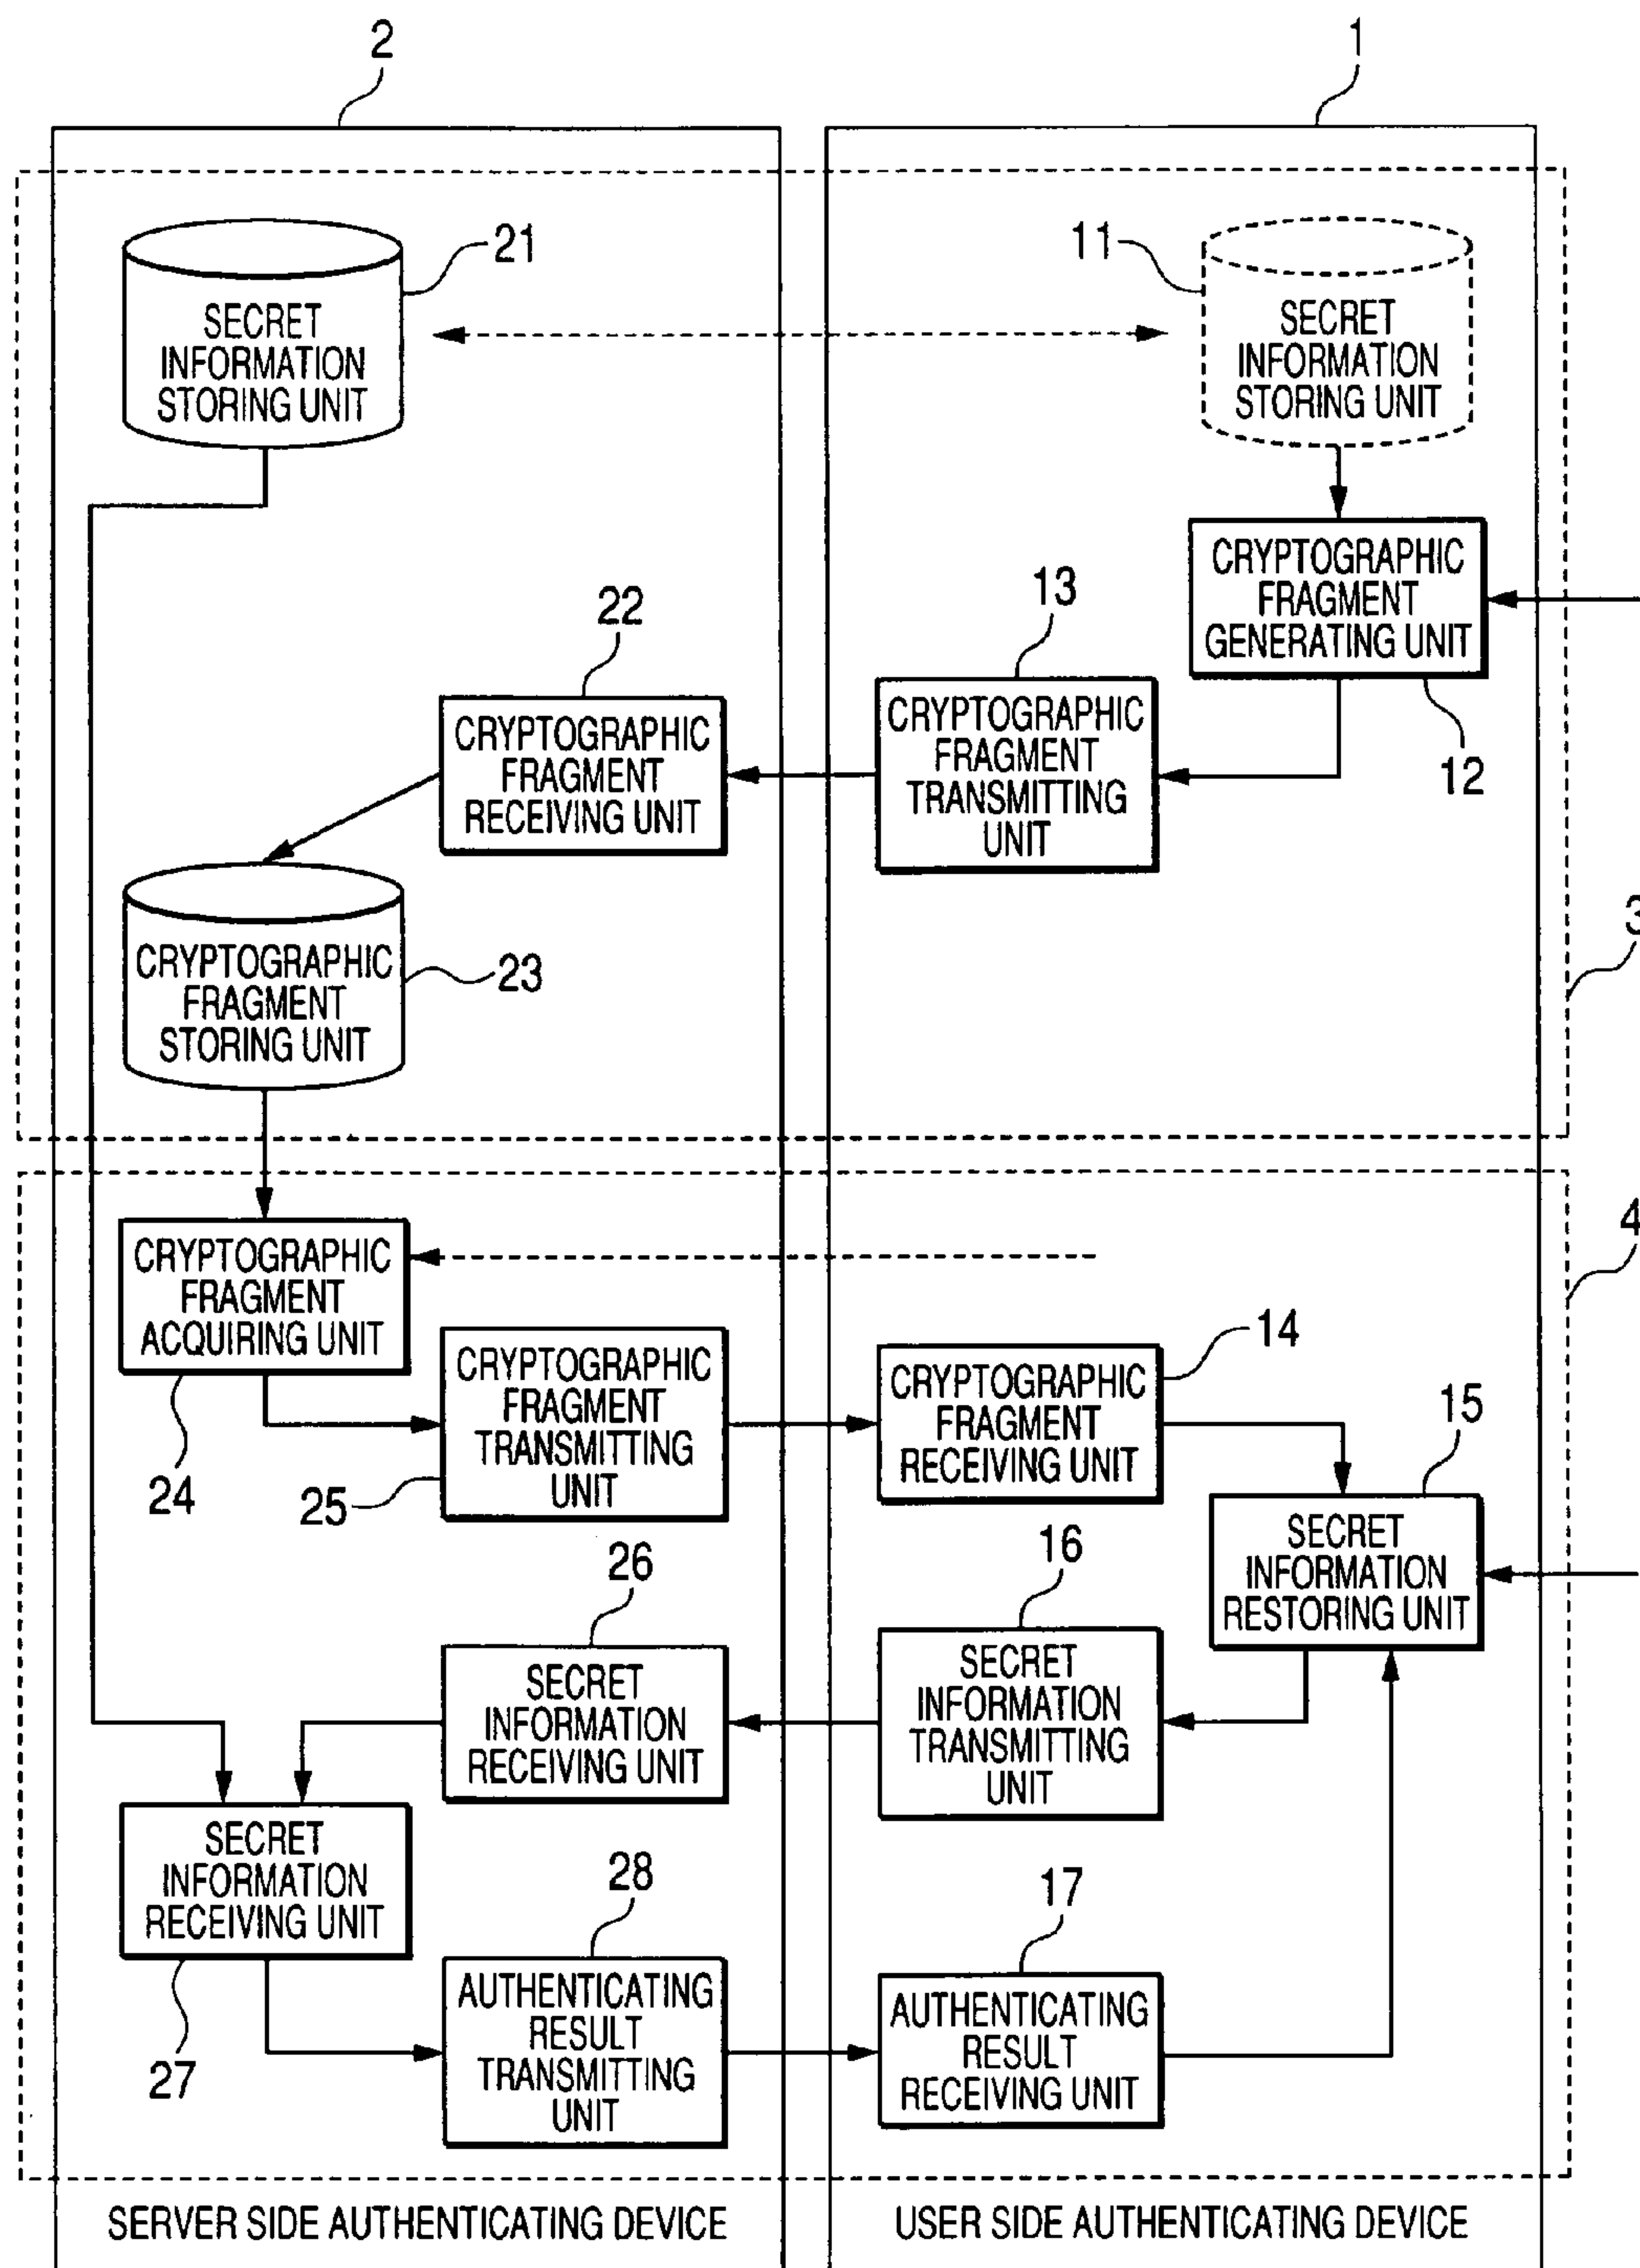 2
1
21
11
SECRET
INFORMATION
STORING UNIT
SECRET
INFORMATION
STORING UNIT
CRYPTOGRAPHIC
FRAGMENT
GENERATING UNIT
12
13
CRYPTOGRAPHIC
FRAGMENT
TRANSMITTING
UNIT
22
CRYPTOGRAPHIC
FRAGMENT
RECEIVING UNIT
CRYPTOGRAPHIC
FRAGMENT
STORING UNIT
23
3
4
CRYPTOGRAPHIC
FRAGMENT
ACQUIRING UNIT
24
CRYPTOGRAPHIC
FRAGMENT
TRANSMITTING
UNIT
25
14
CRYPTOGRAPHIC
FRAGMENT
RECEIVING UNIT
15
SECRET
INFORMATION
RESTORING UNIT
16
SECRET
INFORMATION
TRANSMITTING
UNIT
26
SECRET
INFORMATION
RECEIVING UNIT
SECRET
INFORMATION
RECEIVING UNIT
27
28
AUTHENTICATING
RESULT
TRANSMITTING
UNIT
17
AUTHENTICATING
RESULT
RECEIVING UNIT
SERVER SIDE AUTHENTICATING DEVICE
USER SIDE AUTHENTICATING DEVICE